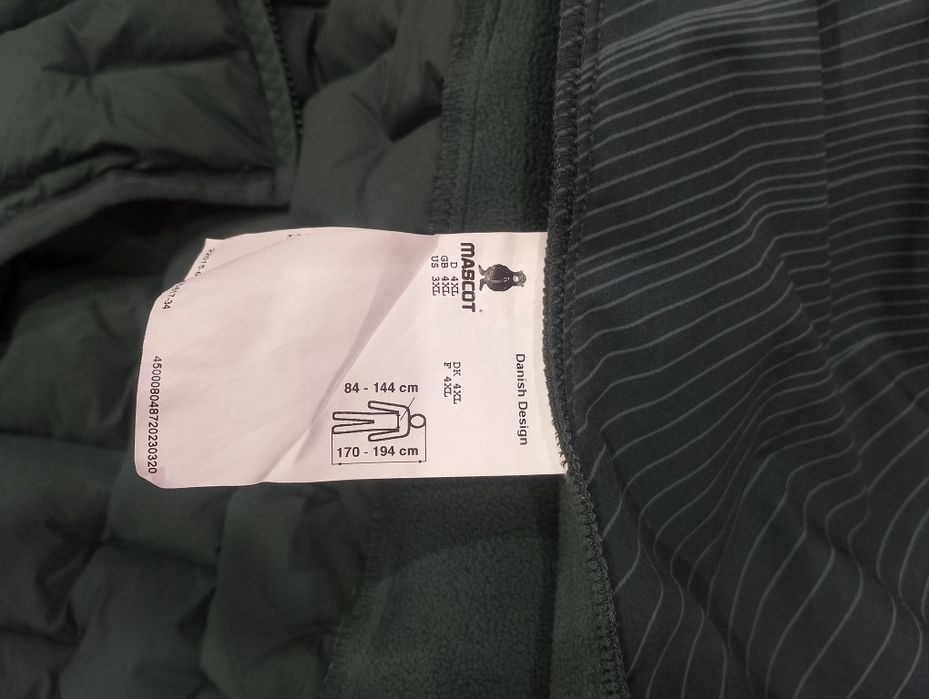 MASCOT
Danish Design
D 4XL
GB 4XL
US 3XL
DK 4XL
F 4XL
84 - 144 cm
170 - 194 cm
450008048720230320